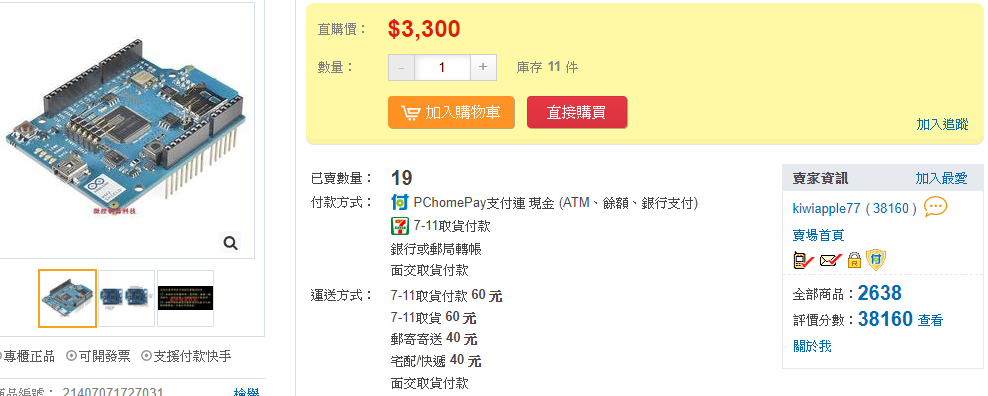 直購價： $3,300
數量： - 1 + 庫存 11 件
加入購物車 直接購買
加入追蹤
已賣數量： 19
付款方式： PChomePay支付連 現金 (ATM、餘額、銀行支付)
7-11取貨付款
銀行或郵局轉帳
面交取貨付款
運送方式： 7-11取貨付款 60 元
7-11取貨 60 元
郵寄寄送 40 元
宅配/快遞 40 元
面交取貨付款
賣家資訊 加入最愛
kiwiapple77 ( 38160 )
賣場首頁
全部商品：2638
評價分數：38160 查看
關於我
專櫃正品 可開發票 支援付款快手
商品編號： 21407071727031 檢舉